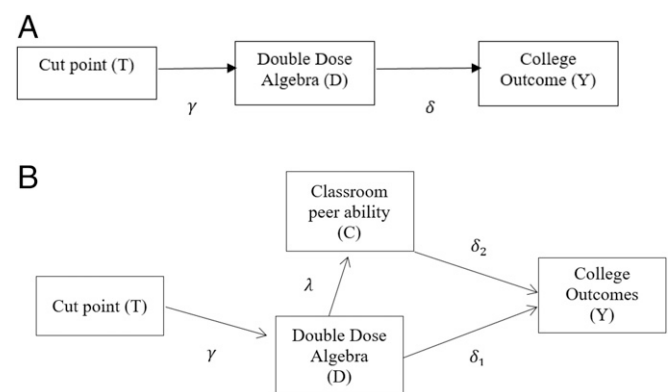 A
Cut point (T)
Double Dose
Algebra (D)
College
Outcome (Y)
γ
δ
B
Classroom
peer ability
(C)
δ₂
λ
College
Outcomes
(Y)
Cut point (T)
γ
Double Dose
Algebra
(D)
δ₁